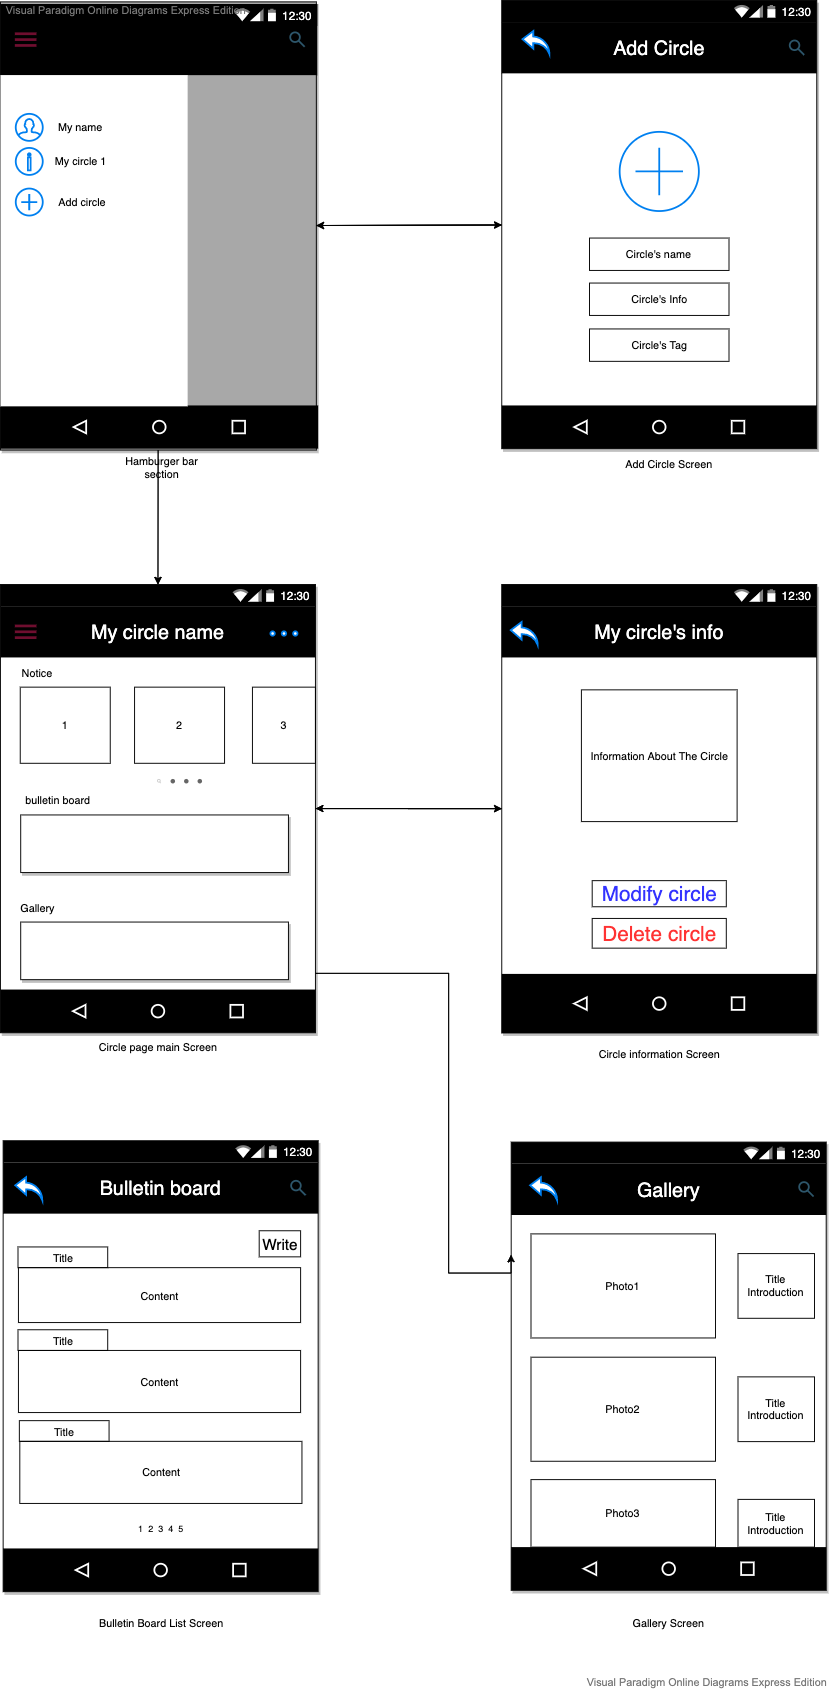 Visual Paradigm Online Diagrams Express Edition
12:30
My name
My circle 1
Add circle
Hamburger bar
section
12:30
Add Circle
Circle's name
Circle's Info
Circle's Tag
Add Circle Screen
12:30
My circle name
Notice
1
2
3
bulletin board
Gallery
Circle page main Screen
12:30
My circle's info
Information About The Circle
Modify circle
Delete circle
Circle information Screen
12:30
Bulletin board
Write
Title
Content
Title
Content
Title
Content
1 2 3 4 5
Bulletin Board List Screen
12:30
Gallery
Photo1
Title
Introduction
Photo2
Title
Introduction
Photo3
Title
Introduction
Gallery Screen
Visual Paradigm Online Diagrams Express Edition